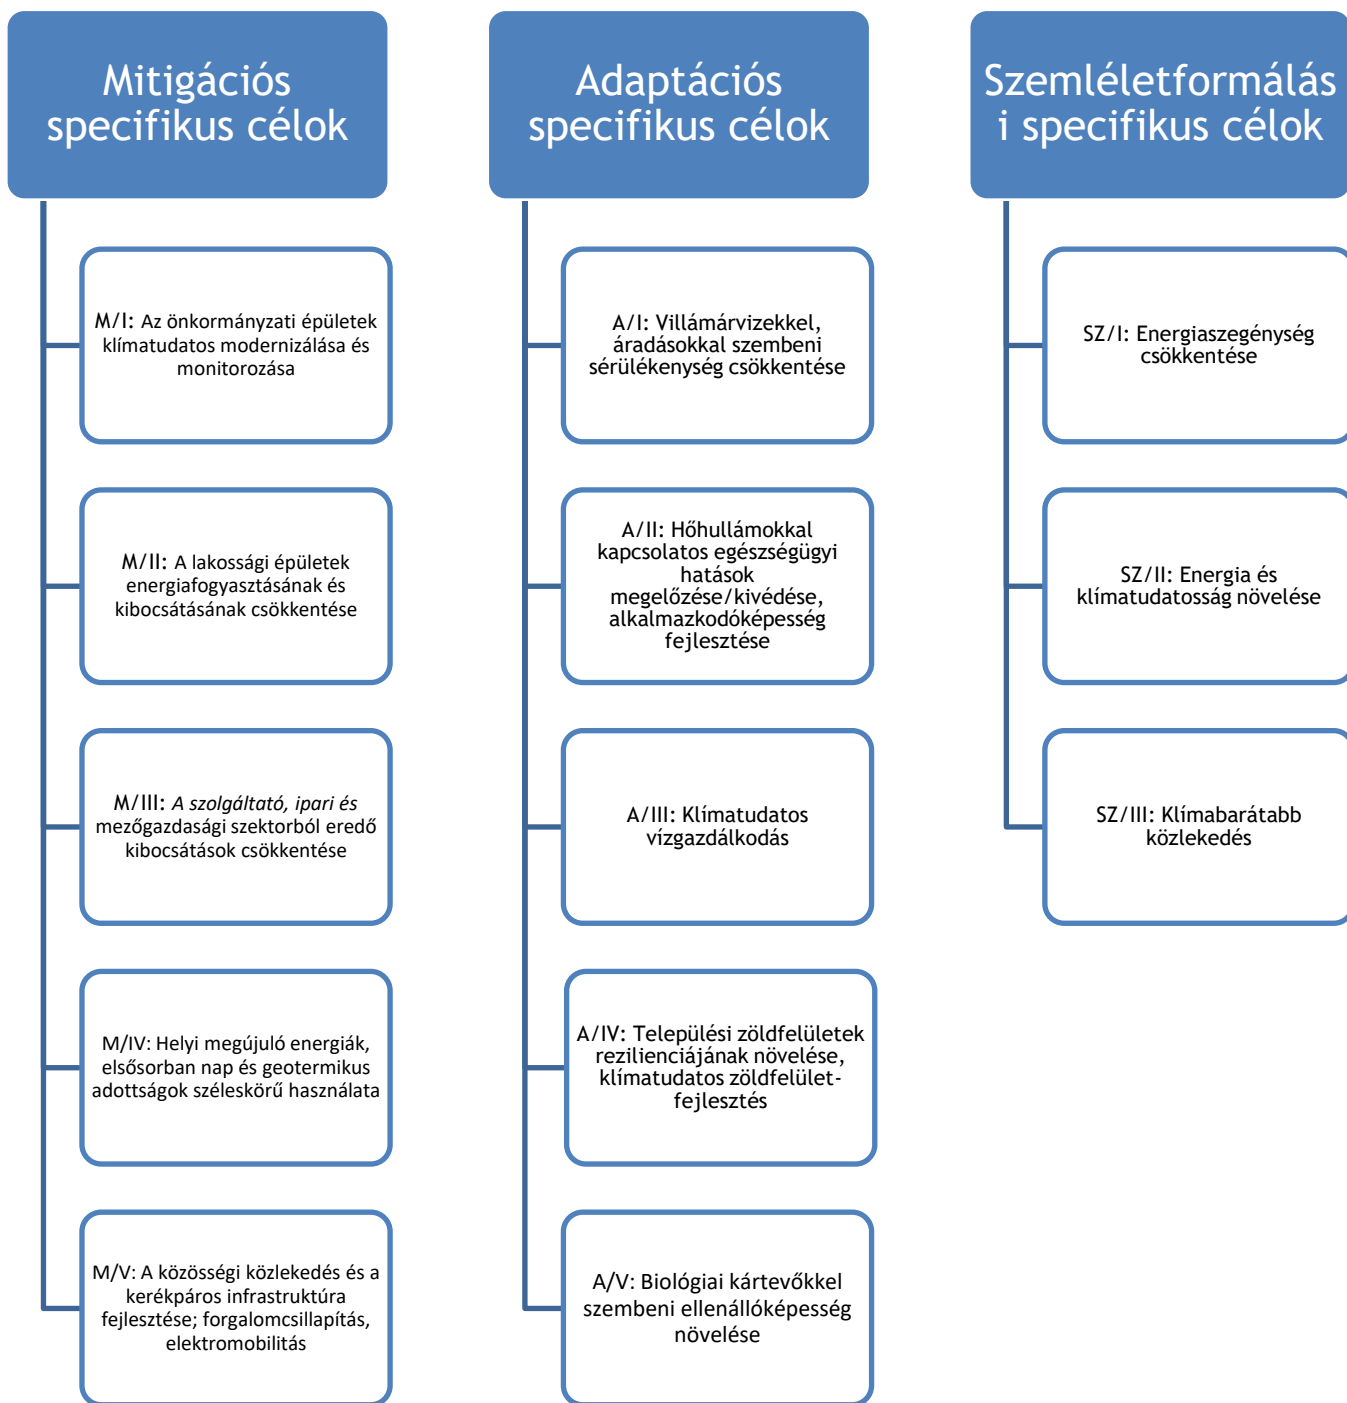 Mitigációs
specifikus célok
M/I: Az önkormányzati épületek
klímatudatos modernizálása és
monitorozása
M/II: A lakossági épületek
energiafogyasztásának és
kibocsátásának csökkentése
M/III: A szolgáltató, ipari és
mezőgazdasági szektorból eredő
kibocsátások csökkentése
M/IV: Helyi megújuló energiák,
elsősorban nap és geotermikus
adottságok széleskörű használata
M/V: A közösségi közlekedés és a
kerékpáros infrastruktúra
fejlesztése; forgalomcsillapítás,
elektromobilitás
Adaptációs
specifikus célok
A/I: Villámárvizekkel,
áradásokkal szembeni
sérülékenység csökkentése
A/II: Hőhullámokkal
kapcsolatos egészségügyi
hatások
megelőzése/kivédése,
alkalmazkodóképesség
fejlesztése
A/III: Klímatudatos
vízgazdálkodás
A/IV: Települési zöldfelületek
rezilienciájának növelése,
klímatudatos zöldfelület-
fejlesztés
A/V: Biológiai kártevőkkel
szembeni ellenállóképesség
növelése
Szemléletformálás
i specifikus célok
SZ/I: Energiaszegénység
csökkentése
SZ/II: Energia és
klímatudatosság növelése
SZ/III: Klímabarátabb
közlekedés